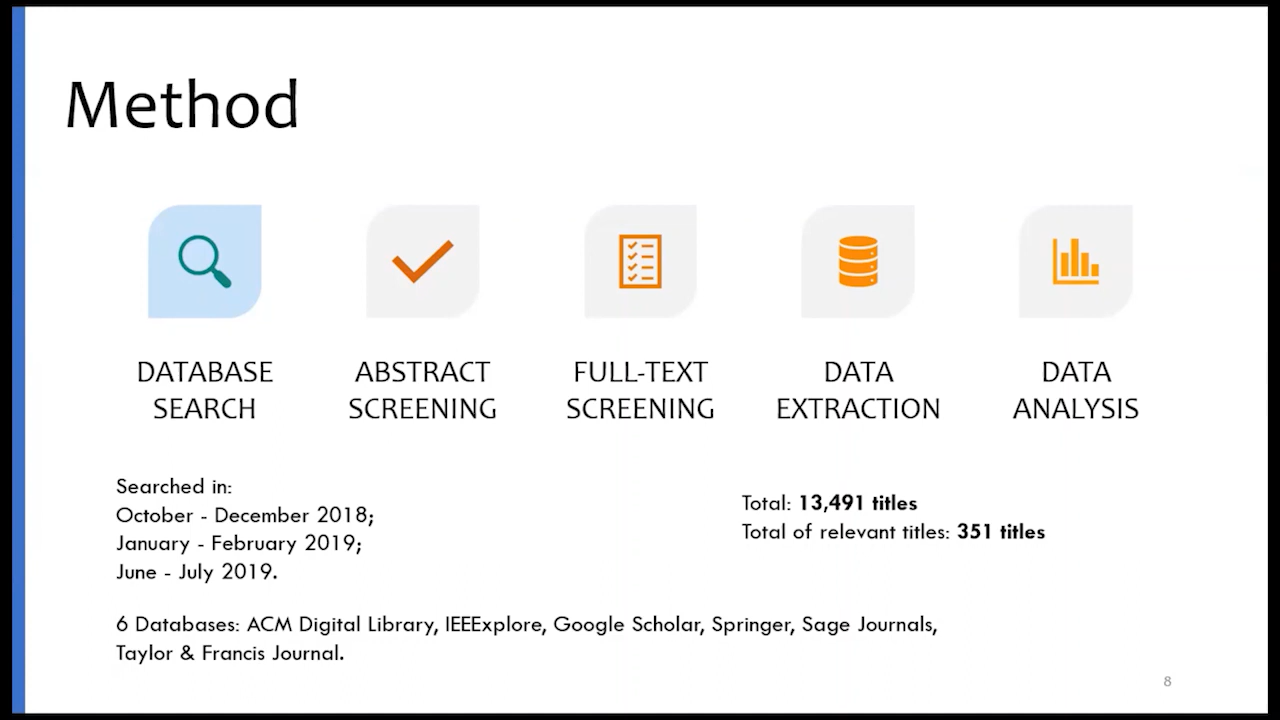 Method
DATABASE
SEARCH
ABSTRACT
SCREENING
FULL-TEXT
SCREENING
DATA
EXTRACTION
DATA
ANALYSIS
Searched in:
October - December 2018;
January - February 2019;
June - July 2019.
Total: 13,491 titles
Total of relevant titles: 351 titles
6 Databases: ACM Digital Library, IEEExplore, Google Scholar, Springer, Sage Journals,
Taylor & Francis Journal.
8